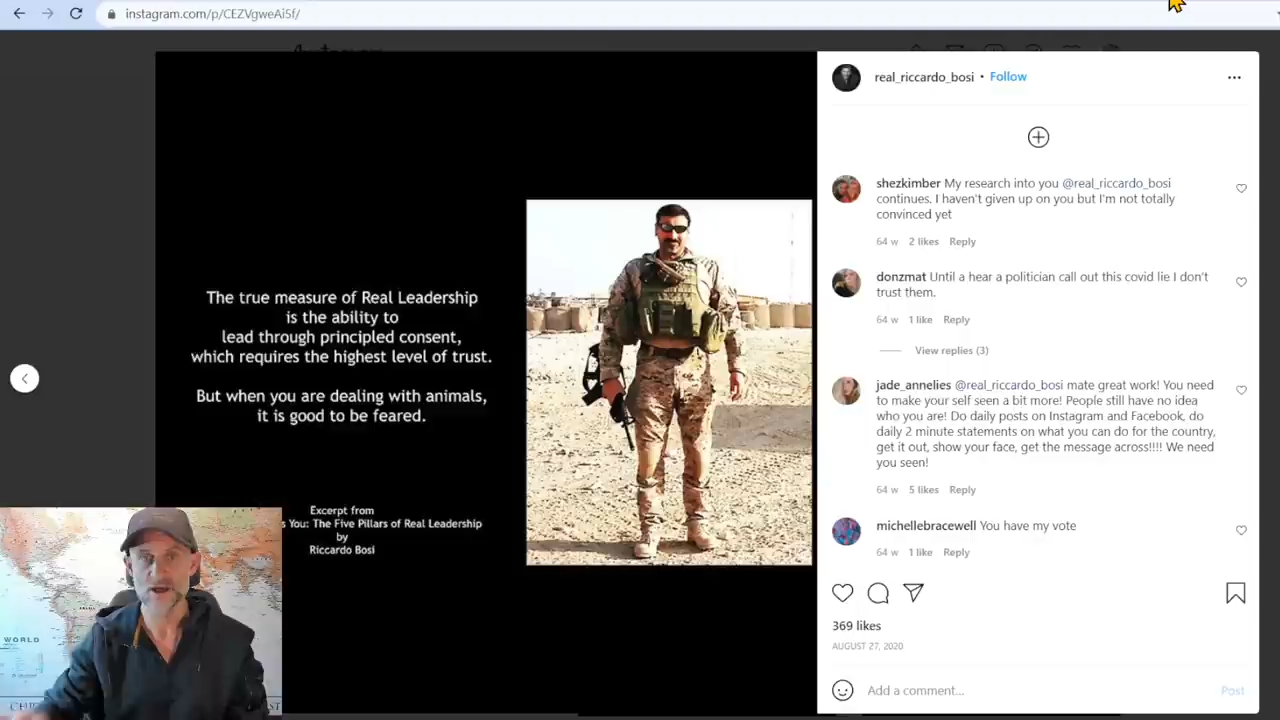 instagram.com/p/CEZVgweAi5f/
real_riccardo_bosi • Follow
The true measure of Real Leadership
is the ability to
lead through principled consent,
which requires the highest level of trust.
But when you are dealing with animals,
it is good to be feared.
Excerpt from
s You: The Five Pillars of Real Leadership
by
Riccardo Bosi
shezkimber My research into you @real_riccardo_bosi
continues. I haven't given up on you but I'm not totally
convinced yet
64 w 2 likes Reply
donzmat Until a hear a politician call out this covid lie I don't
trust them.
64 w 1 like Reply
View replies (3)
jade_annelies @real_riccardo_bosi mate great work! You need
to make your self seen a bit more! People still have no idea
who you are! Do daily posts on Instagram and Facebook, do
daily 2 minute statements on what you can do for the country,
get it out, show your face, get the message across!!!! We need
you seen!
64 w 5 likes Reply
michellebracewell You have my vote
64 w 1 like Reply
369 likes
AUGUST 27, 2020
Add a comment...
Post
WORLD